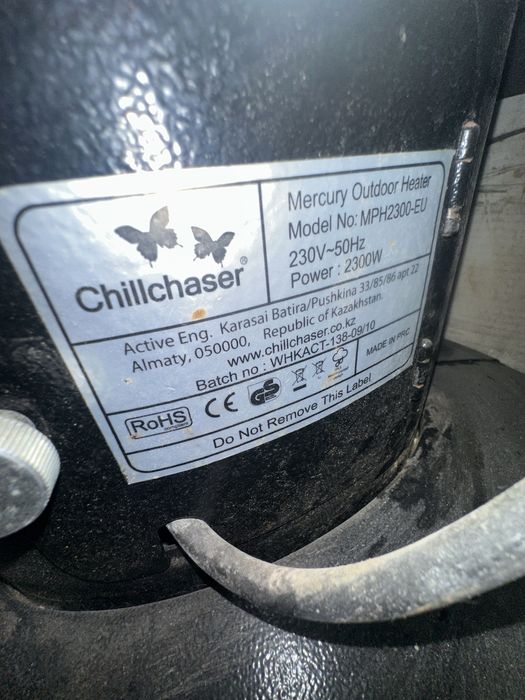 Chillchaser®
Mercury Outdoor Heater
Model No: MPH2300-EU
230V~50Hz
Power : 2300W
Active Eng. Karasai Batira/Pushkina 33/85/86 apt 22
Almaty, 050000, Republic of Kazakhstan.
www.chillchaser.co.kz
Batch no : WHKACT-138-09/10
RoHS
CE
GS
MADE IN PRC
Do Not Remove This Label